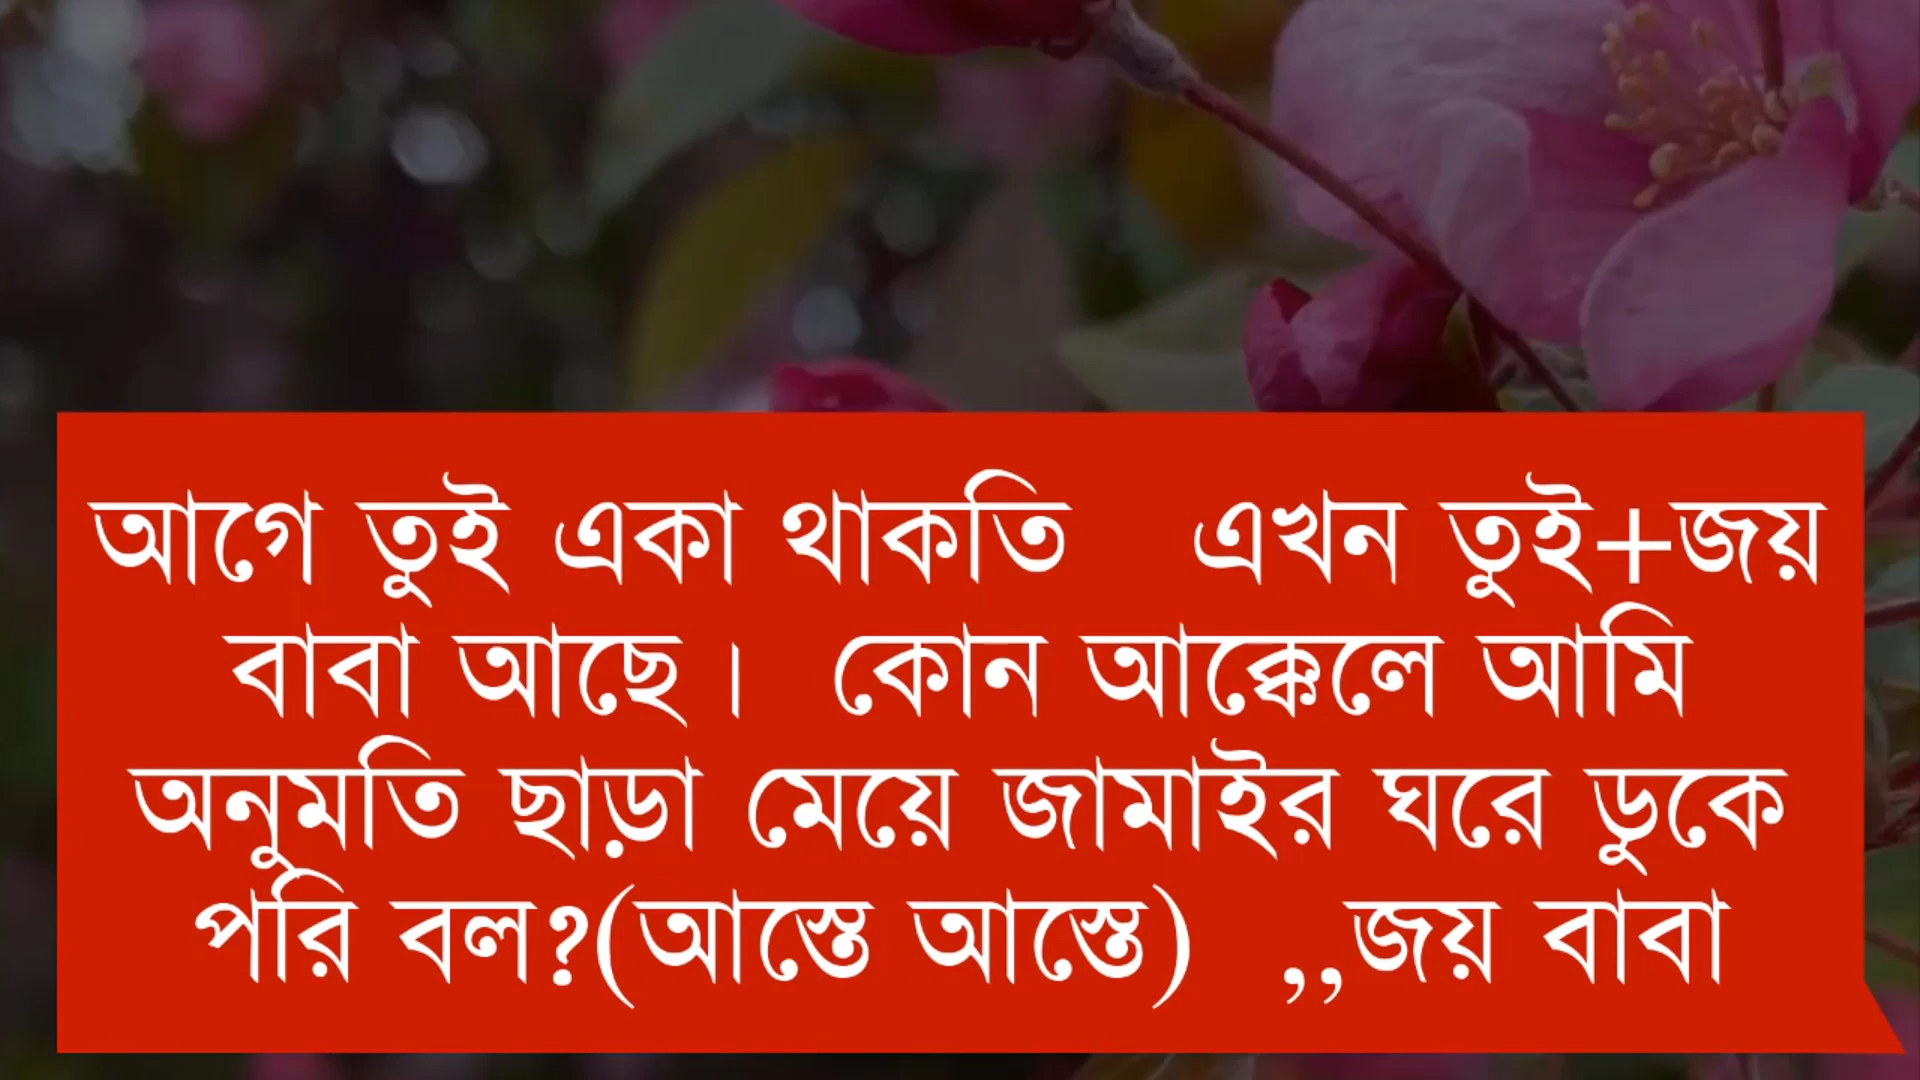 আগে তুই একা থাকতি এখন তুই+জয়
বাবা আছে। কোন আক্কেলে আমি
অনুমতি ছাড়া মেয়ে জামাইর ঘরে ডুকে
পরি বল?(আস্তে আস্তে) ,,জয় বাবা